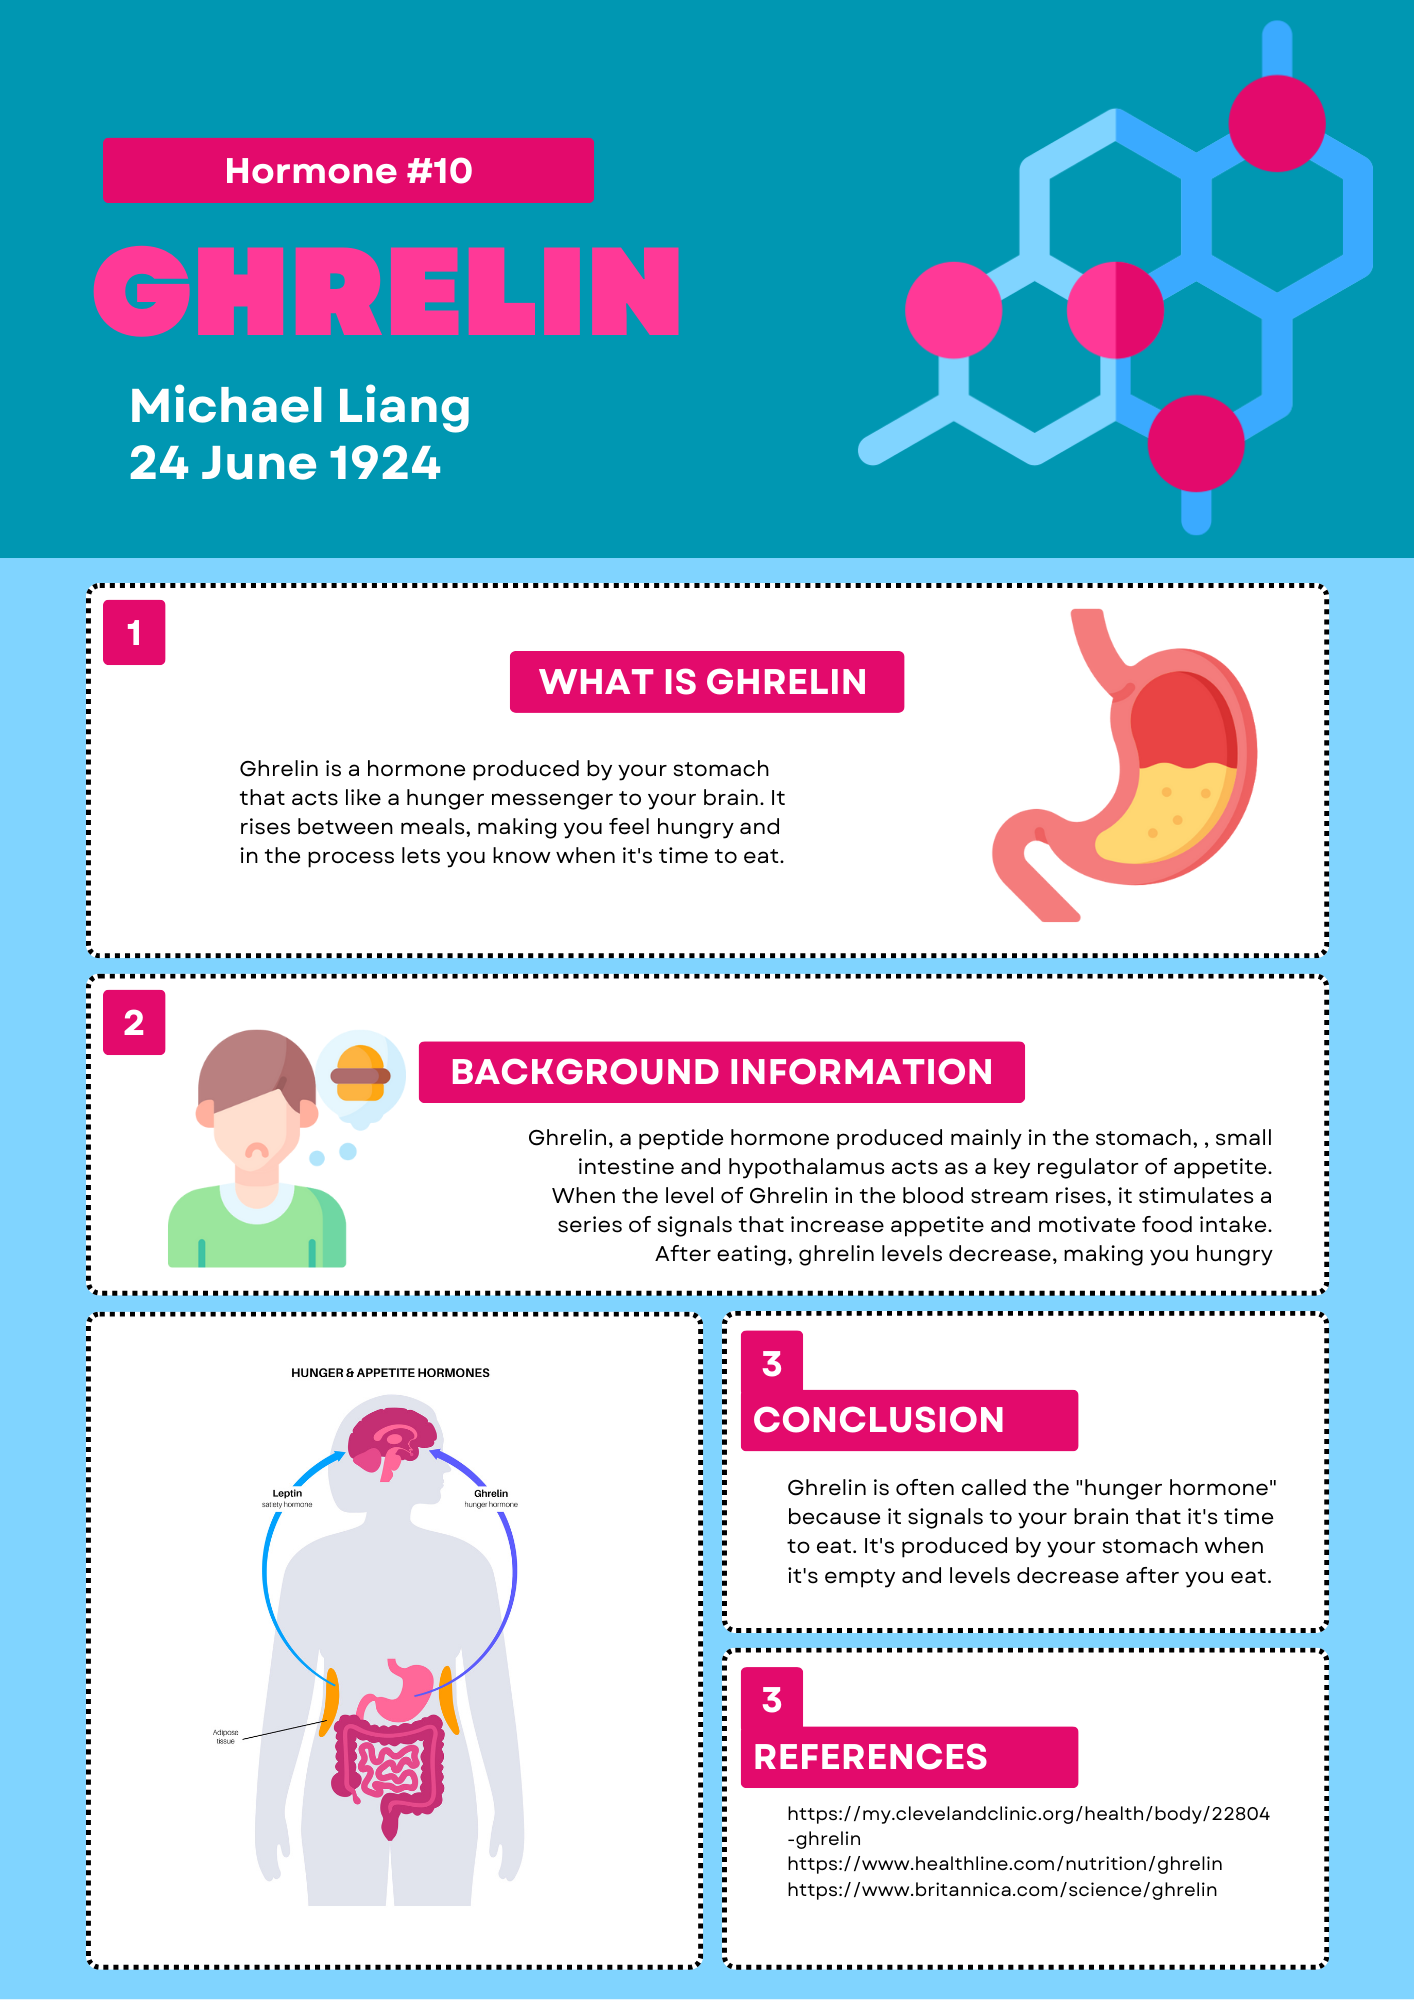 Hormone #10
GHRELIN
Michael Liang
24 June 1924
1
WHAT IS GHRELIN
Ghrelin is a hormone produced by your stomach
that acts like a hunger messenger to your brain. It
rises between meals, making you feel hungry and
in the process lets you know when it's time to eat.
2
BACKGROUND INFORMATION
Ghrelin, a peptide hormone produced mainly in the stomach, , small
intestine and hypothalamus acts as a key regulator of appetite.
When the level of Ghrelin in the blood stream rises, it stimulates a
series of signals that increase appetite and motivate food intake.
After eating, ghrelin levels decrease, making you hungry
HUNGER & APPETITE HORMONES
Leptin
satiety hormone
Ghrelin
hunger hormone
Adipose
tissue
3
CONCLUSION
Ghrelin is often called the "hunger hormone"
because it signals to your brain that it's time
to eat. It's produced by your stomach when
it's empty and levels decrease after you eat.
3
REFERENCES
https://my.clevelandclinic.org/health/body/22804
-ghrelin
https://www.healthline.com/nutrition/ghrelin
https://www.britannica.com/science/ghrelin